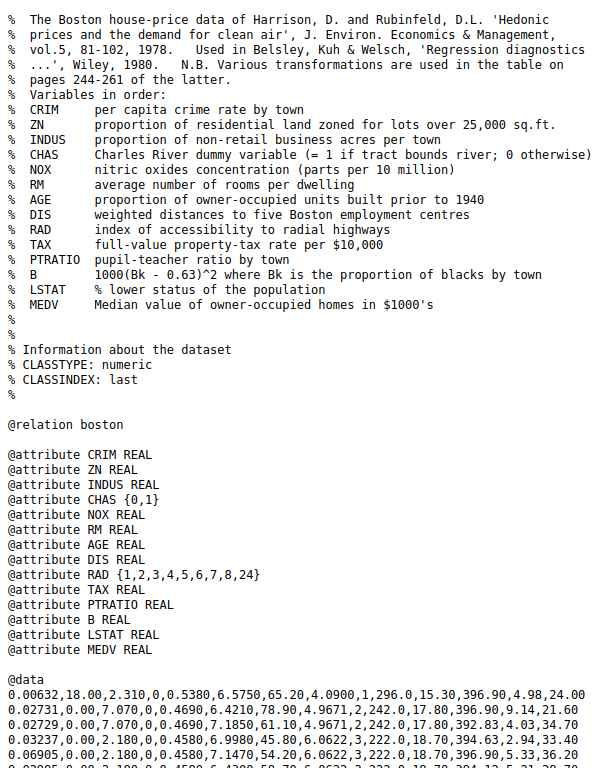 %  The Boston house-price data of Harrison, D. and Rubinfeld, D.L. 'Hedonic
%  prices and the demand for clean air', J. Environ. Economics & Management,
%  vol.5, 81-102, 1978.   Used in Belsley, Kuh & Welsch, 'Regression diagnostics
%  ...', Wiley, 1980.   N.B. Various transformations are used in the table on
%  pages 244-261 of the latter.
%  Variables in order:
%  CRIM     per capita crime rate by town
%  ZN       proportion of residential land zoned for lots over 25,000 sq.ft.
%  INDUS    proportion of non-retail business acres per town
%  CHAS     Charles River dummy variable (= 1 if tract bounds river; 0 otherwise)
%  NOX      nitric oxides concentration (parts per 10 million)
%  RM       average number of rooms per dwelling
%  AGE      proportion of owner-occupied units built prior to 1940
%  DIS      weighted distances to five Boston employment centres
%  RAD      index of accessibility to radial highways
%  TAX      full-value property-tax rate per $10,000
%  PTRATIO  pupil-teacher ratio by town
%  B        1000(Bk - 0.63)^2 where Bk is the proportion of blacks by town
%  LSTAT    % lower status of the population
%  MEDV     Median value of owner-occupied homes in $1000's
%
%
% Information about the dataset
% CLASSTYPE: numeric
% CLASSINDEX: last
%
@relation boston
@attribute CRIM REAL
@attribute ZN REAL
@attribute INDUS REAL
@attribute CHAS {0,1}
@attribute NOX REAL
@attribute RM REAL
@attribute AGE REAL
@attribute DIS REAL
@attribute RAD {1,2,3,4,5,6,7,8,24}
@attribute TAX REAL
@attribute PTRATIO REAL
@attribute B REAL
@attribute LSTAT REAL
@attribute MEDV REAL
@data
0.00632,18.00,2.310,0,0.5380,6.5750,65.20,4.0900,1,296.0,15.30,396.90,4.98,24.00
0.02731,0.00,7.070,0,0.4690,6.4210,78.90,4.9671,2,242.0,17.80,396.90,9.14,21.60
0.02729,0.00,7.070,0,0.4690,7.1850,61.10,4.9671,2,242.0,17.80,392.83,4.03,34.70
0.03237,0.00,2.180,0,0.4580,6.9980,45.80,6.0622,3,222.0,18.70,394.63,2.94,33.40
0.06905,0.00,2.180,0,0.4580,7.1470,54.20,6.0622,3,222.0,18.70,396.90,5.33,36.20